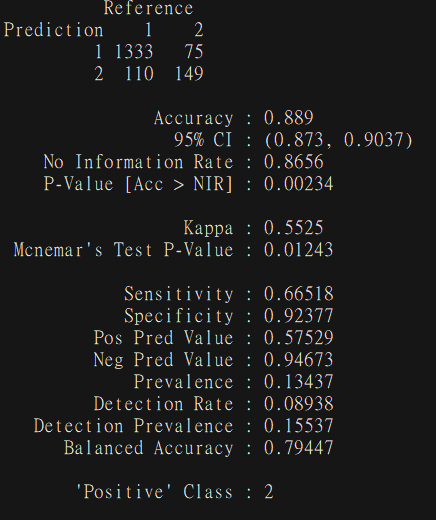 Reference
Prediction 1 2
1 1333 75
2 110 149
Accuracy : 0.889
95% CI : (0.873, 0.9037)
No Information Rate : 0.8656
P-Value [Acc > NIR] : 0.00234
Kappa : 0.5525
Mcnemar's Test P-Value : 0.01243
Sensitivity : 0.66518
Specificity : 0.92377
Pos Pred Value : 0.57529
Neg Pred Value : 0.94673
Prevalence : 0.13437
Detection Rate : 0.08938
Detection Prevalence : 0.15537
Balanced Accuracy : 0.79447
'Positive' Class : 2